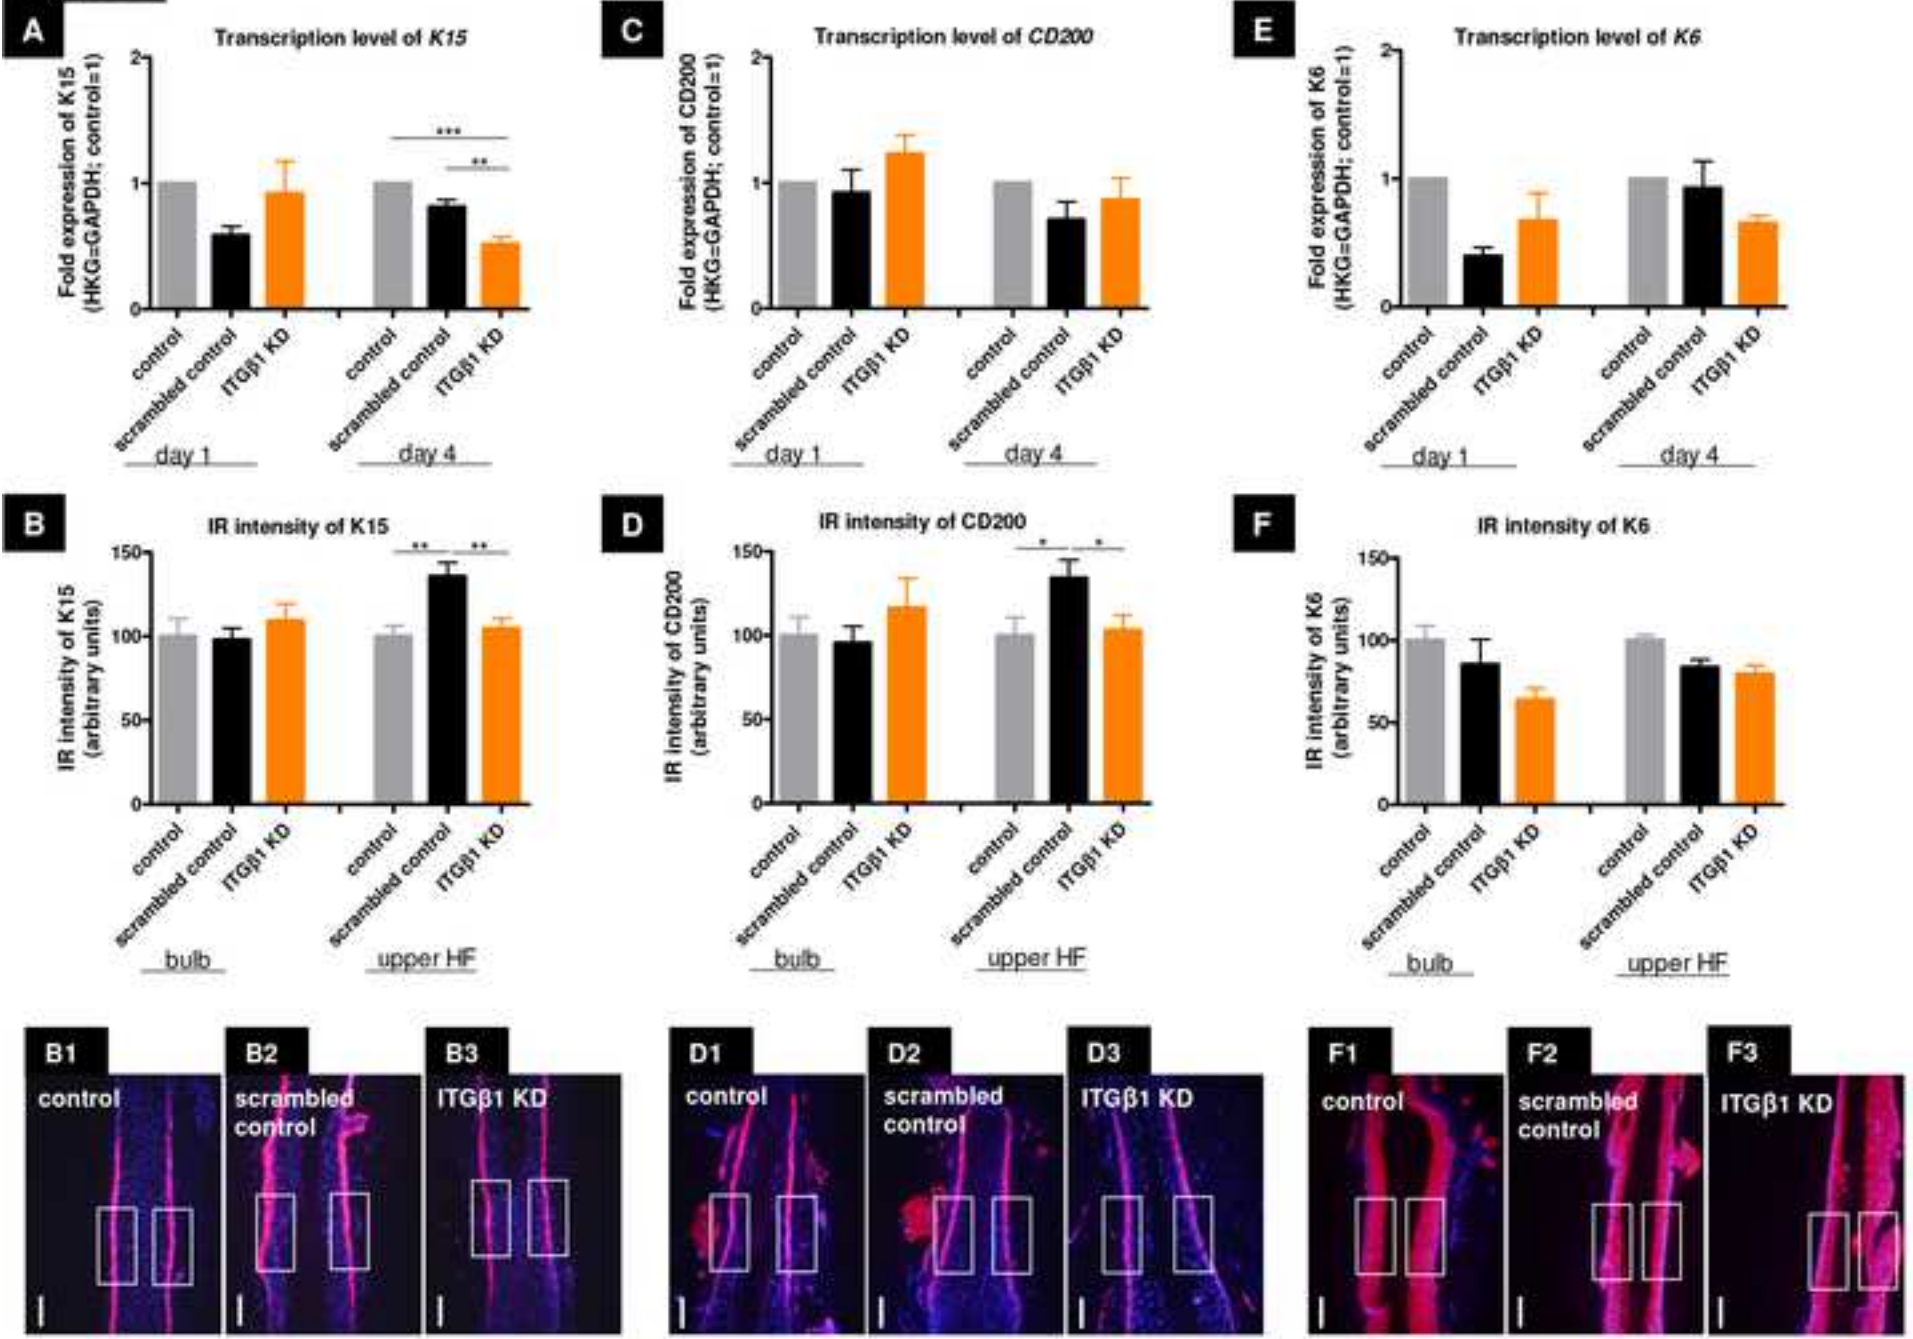 A
Transcription level of K15
Fold expression of K15
(HKG=GAPDH; control=1)
2
1
0
***
**
control
scrambled control
ITGβ1 KD
control
scrambled control
ITGβ1 KD
day 1
day 4
C
Transcription level of CD200
Fold expression of CD200
(HKG=GAPDH; control=1)
2
1
0
control
scrambled control
ITGβ1 KD
control
scrambled control
ITGβ1 KD
day 1
day 4
E
Transcription level of K6
Fold expression of K6
(HKG=GAPDH; control=1)
2
1
0
control
scrambled control
ITGβ1 KD
control
scrambled control
ITGβ1 KD
day 1
day 4
B
IR intensity of K15
IR intensity of K15
(arbitrary units)
150
100
50
0
** **
control
scrambled control
ITGβ1 KD
control
scrambled control
ITGβ1 KD
bulb
upper HF
D
IR intensity of CD200
IR intensity of CD200
(arbitrary units)
150
100
50
0
* *
control
scrambled control
ITGβ1 KD
control
scrambled control
ITGβ1 KD
bulb
upper HF
F
IR intensity of K6
IR intensity of K6
(arbitrary units)
150
100
50
0
control
scrambled control
ITGβ1 KD
control
scrambled control
ITGβ1 KD
bulb
upper HF
B1
control
B2
scrambled
control
B3
ITGβ1 KD
D1
control
D2
scrambled
control
D3
ITGβ1 KD
F1
control
F2
scrambled
control
F3
ITGβ1 KD